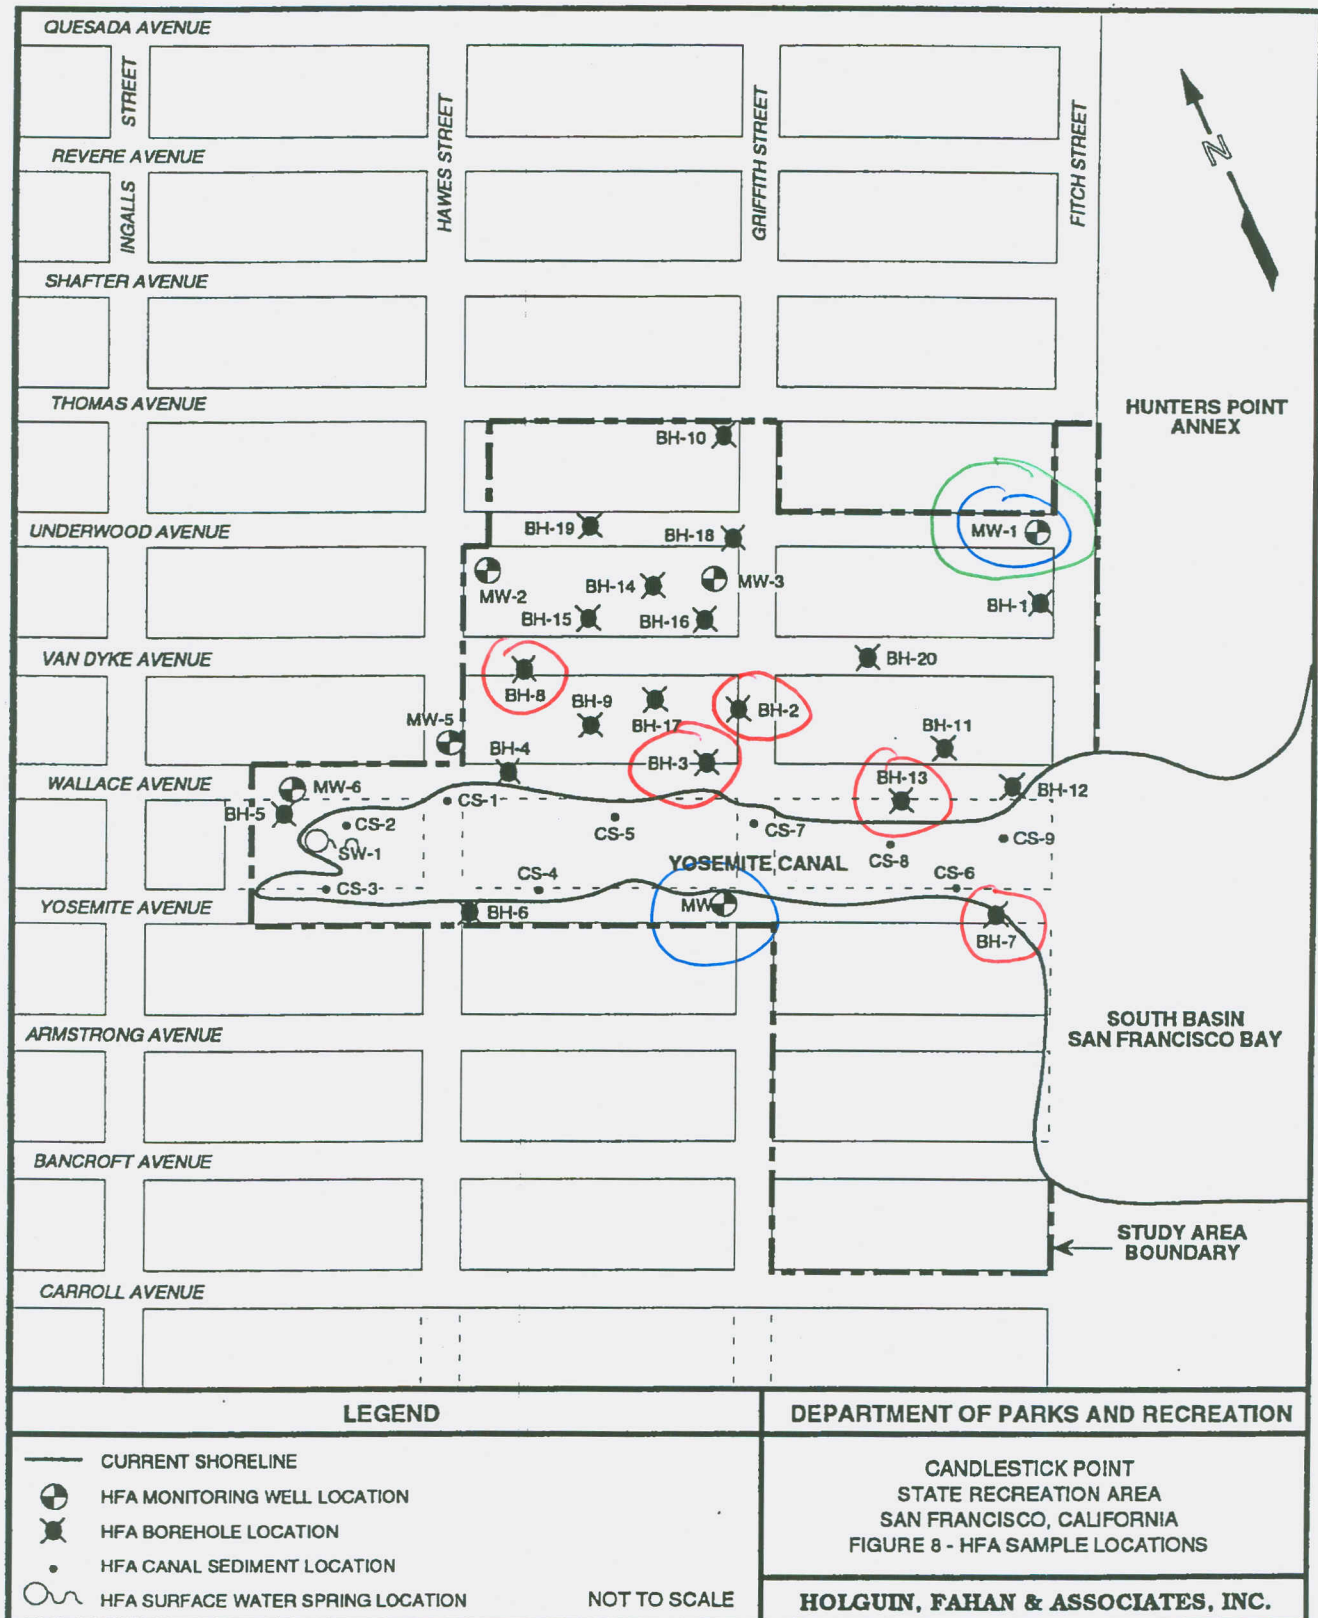 QUESADA AVENUE
STREET
INGALLS
HAWES STREET
GRIFFITH STREET
FITCH STREET
N
REVERE AVENUE
SHAFTER AVENUE
THOMAS AVENUE
HUNTERS POINT
ANNEX
BH-10
UNDERWOOD AVENUE
BH-19
BH-18
MW-1
MW-2
BH-14
MW-3
BH-1
BH-15
BH-16
VAN DYKE AVENUE
BH-20
BH-8
BH-9
BH-17
BH-2
MW-5
BH-4
BH-3
BH-11
WALLACE AVENUE
MW-6
BH-13
BH-12
BH-5
CS-1
CS-2
CS-5
CS-7
CS-9
SW-1
YOSEMITE CANAL
CS-8
CS-3
CS-4
CS-6
YOSEMITE AVENUE
BH-6
MW
BH-7
ARMSTRONG AVENUE
SOUTH BASIN
SAN FRANCISCO BAY
BANCROFT AVENUE
STUDY AREA
BOUNDARY
CARROLL AVENUE
LEGEND
CURRENT SHORELINE
HFA MONITORING WELL LOCATION
HFA BOREHOLE LOCATION
HFA CANAL SEDIMENT LOCATION
HFA SURFACE WATER SPRING LOCATION
NOT TO SCALE
DEPARTMENT OF PARKS AND RECREATION
CANDLESTICK POINT
STATE RECREATION AREA
SAN FRANCISCO, CALIFORNIA
FIGURE 8 - HFA SAMPLE LOCATIONS
HOLGUIN, FAHAN & ASSOCIATES, INC.